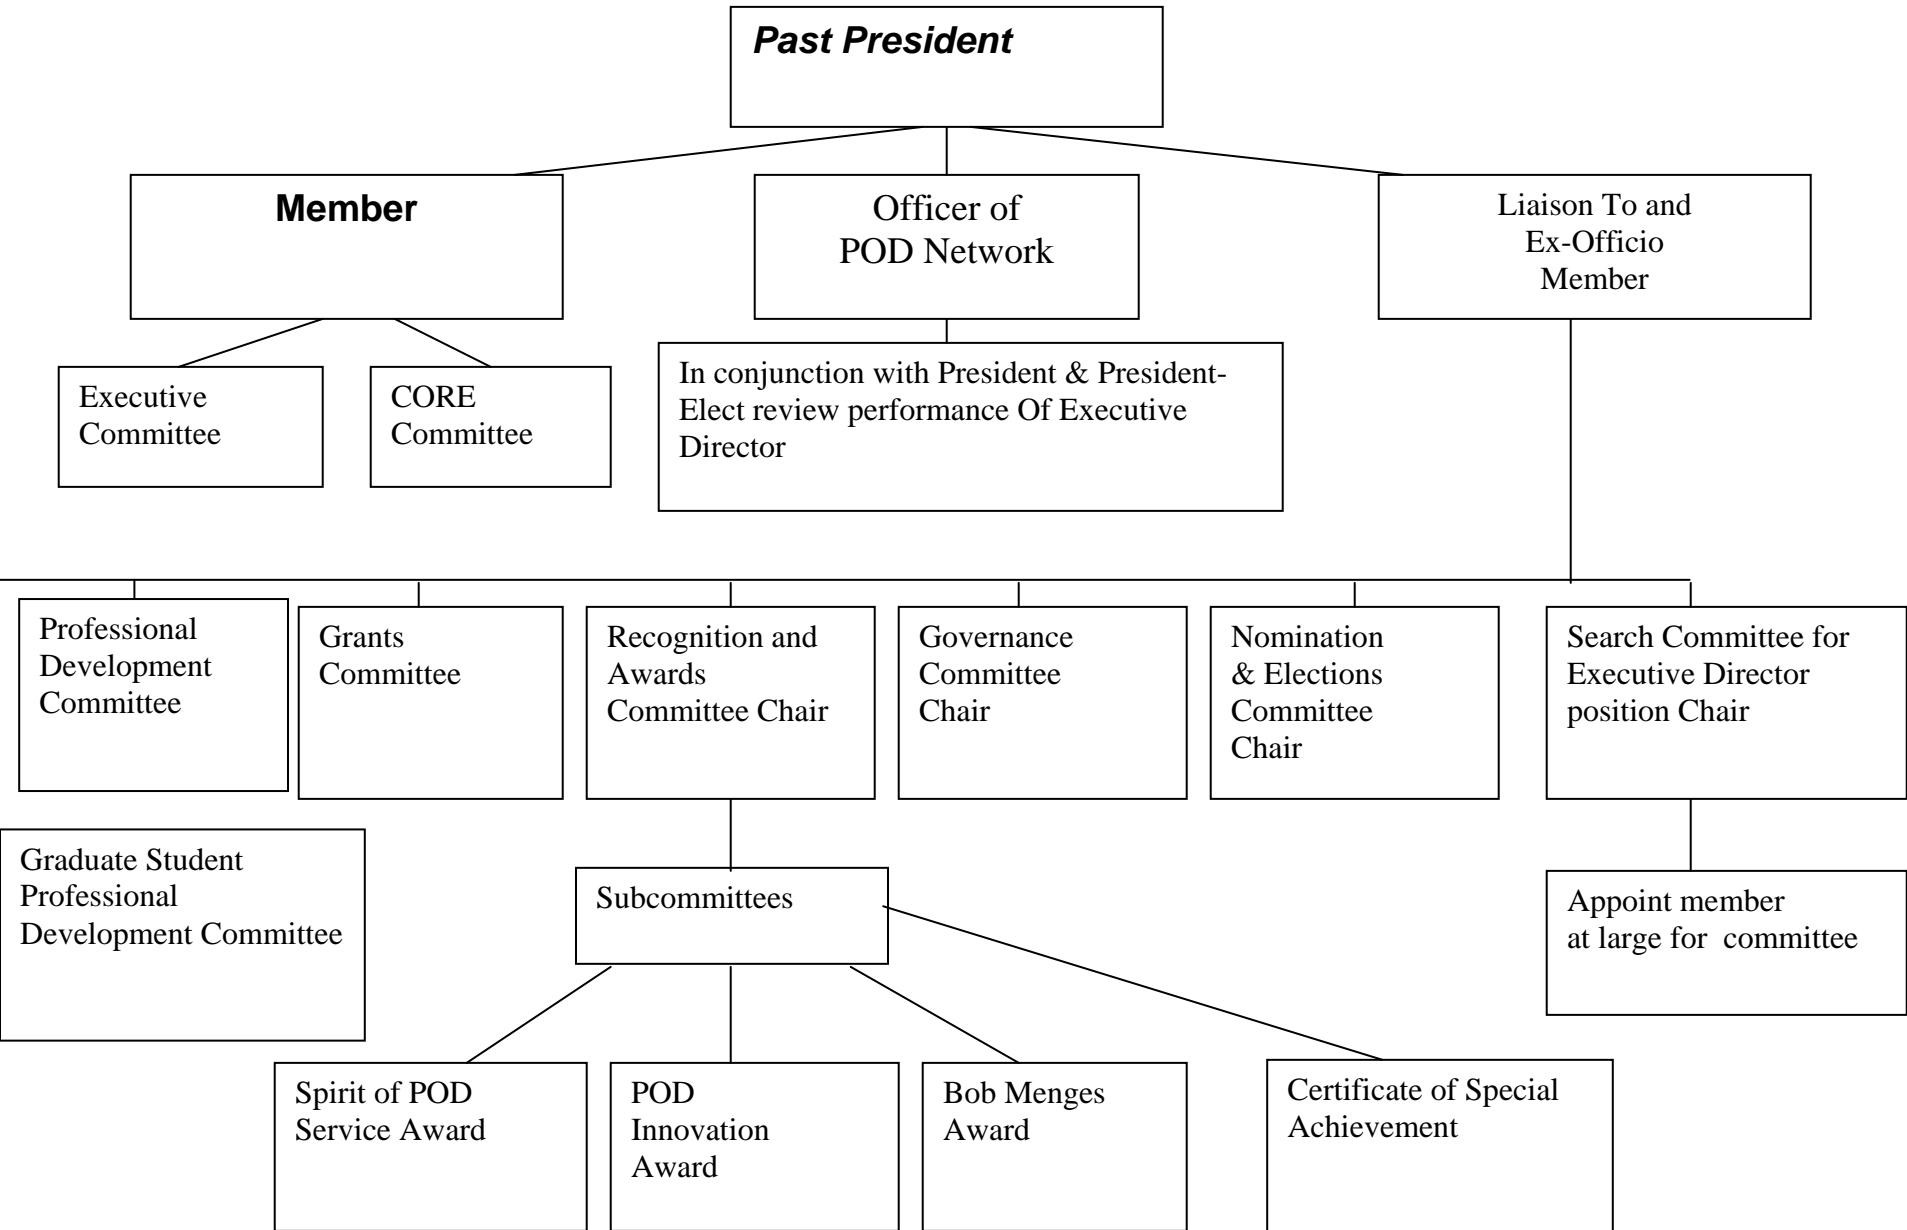 Past President
Member
Officer of
POD Network
Liaison To and
Ex-Officio
Member
Executive
Committee
CORE
Committee
In conjunction with President & President-
Elect review performance Of Executive
Director
Professional
Development
Committee
Grants
Committee
Recognition and
Awards
Committee Chair
Governance
Committee
Chair
Nomination
& Elections
Committee
Chair
Search Committee for
Executive Director
position Chair
Graduate Student
Professional
Development Committee
Subcommittees
Appoint member
at large for  committee
Spirit of POD
Service Award
POD
Innovation
Award
Bob Menges
Award
Certificate of Special
Achievement